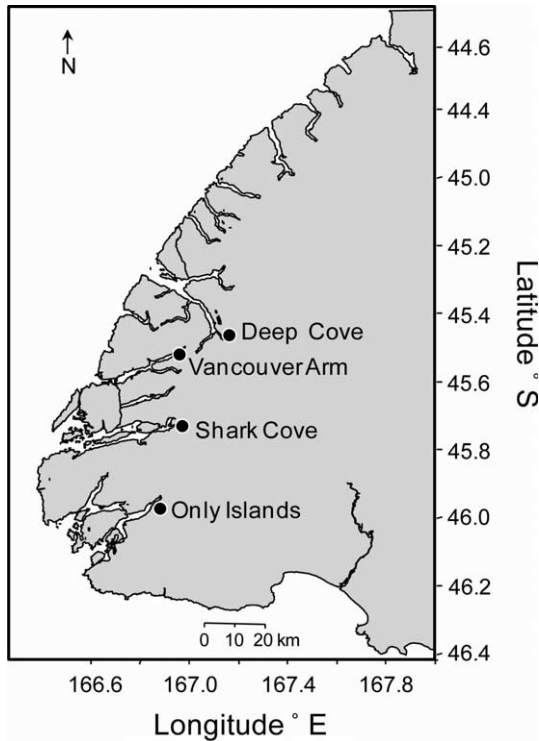 N
44.6
44.4
45.0
45.2
45.4
45.6
45.8
46.0
46.2
46.4
Latitude ° S
Deep Cove
Vancouver Arm
Shark Cove
Only Islands
0 10 20 km
166.6 167.0 167.4 167.8
Longitude ° E